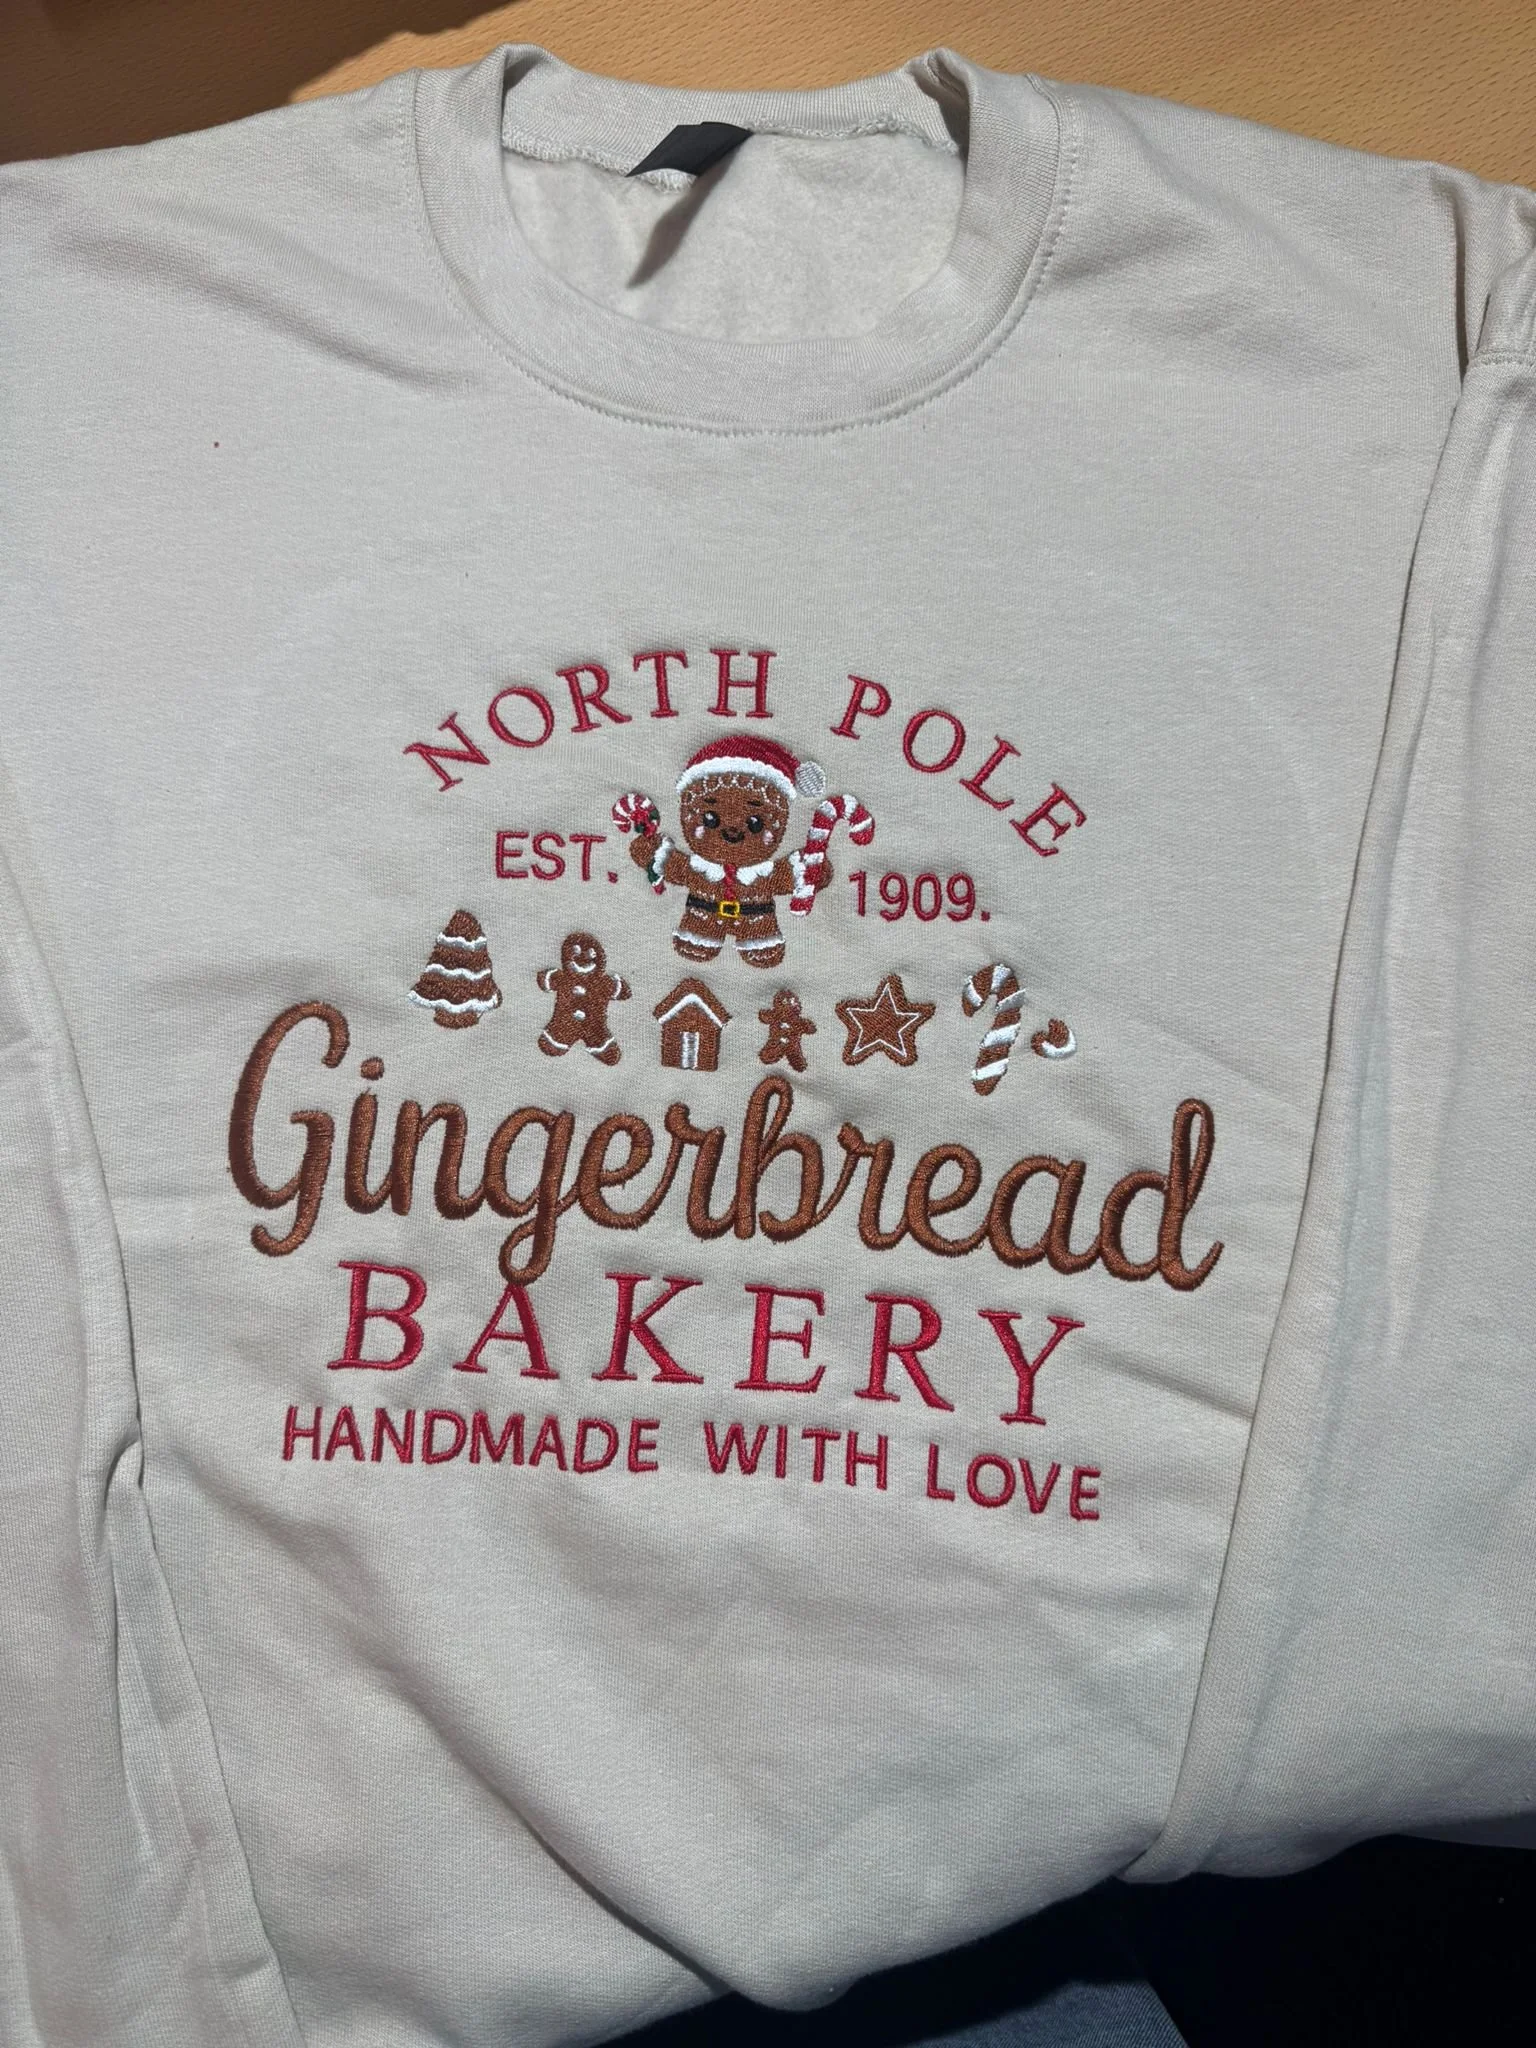 NORTH POLE
EST. 1909.
Gingerbread
BAKERY
HANDMADE WITH LOVE